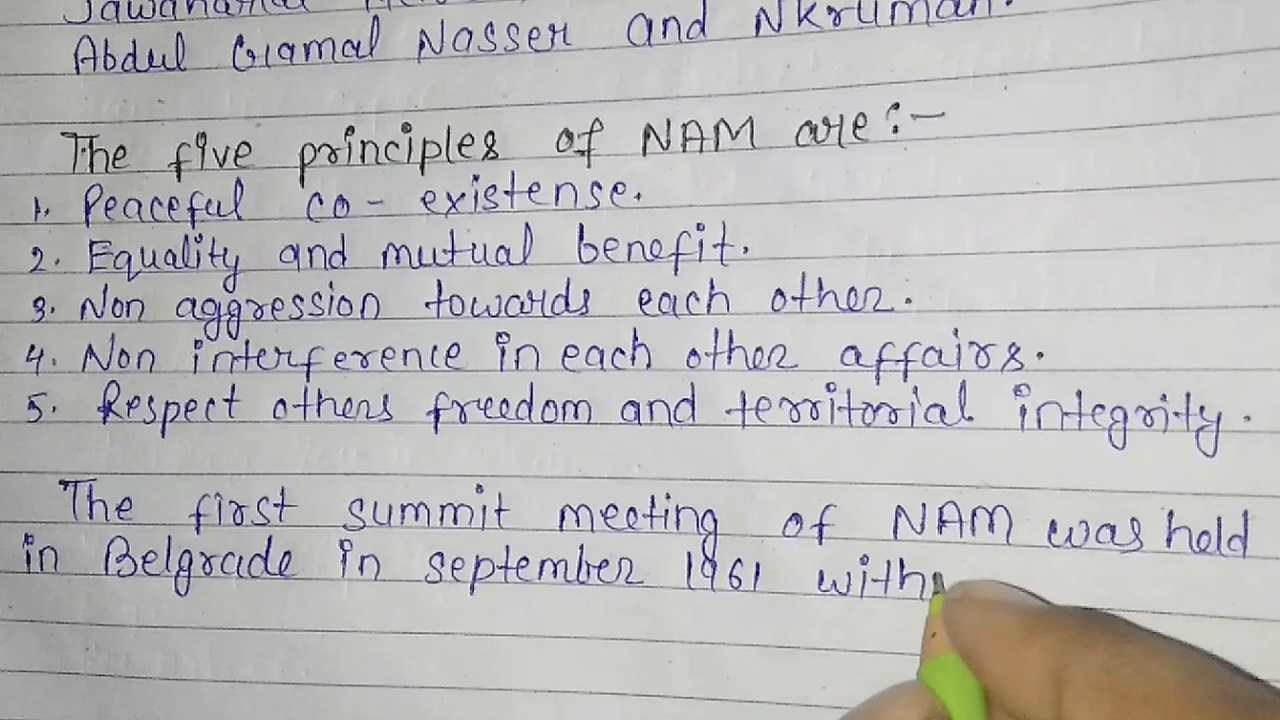 Jawaharlal
Abdul Gamal Nasser and Nkrumah.
The five principles of NAM are:-
1. Peaceful co-existense.
2. Equality and mutual benefit.
3. Non aggression towards each other.
4. Non interference in each other affairs.
5. Respect others freedom and territorial integrity.
The first summit meeting of NAM was held
in Belgrade in september 1961 with